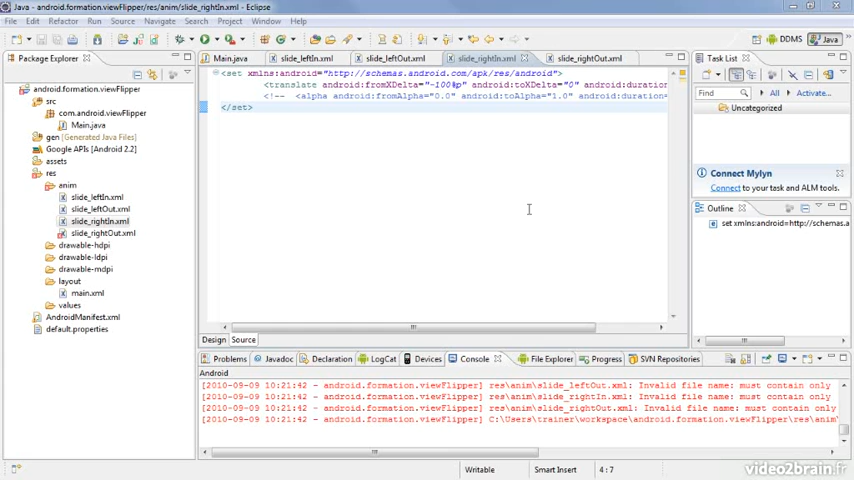 Java - android.formation.viewFlipper/res/anim/slide_rightIn.xml - Eclipse
File Edit Refactor Run Source Navigate Search Project Window Help
DDMS Java
Package Explorer
Main.java slide_leftIn.xml slide_leftOut.xml slide_rightIn.xml slide_rightOut.xml
Task List
<set xmlns:android="http://schemas.android.com/apk/res/android">
<translate android:fromXDelta="-100%p" android:toXDelta="0" android:duration
<!-- <alpha android:fromAlpha="0.0" android:toAlpha="1.0" android:duration=
</set>
android.formation.viewFlipper
src
com.android.viewFlipper
Main.java
gen [Generated Java Files]
Google APIs [Android 2.2]
assets
res
anim
slide_leftIn.xml
slide_leftOut.xml
slide_rightIn.xml
slide_rightOut.xml
drawable-hdpi
drawable-ldpi
drawable-mdpi
layout
main.xml
values
AndroidManifest.xml
default.properties
Find All Activate...
Uncategorized
Connect Mylyn
Connect to your task and ALM tools.
Outline
set xmlns:android=http://schemas.a
Design Source
Problems Javadoc Declaration LogCat Devices Console File Explorer Progress SVN Repositories
Android
[2010-09-09 10:21:42 - android.formation.viewFlipper] res\anim\slide_leftOut.xml: Invalid file name: must contain only
[2010-09-09 10:21:42 - android.formation.viewFlipper] res\anim\slide_rightIn.xml: Invalid file name: must contain only
[2010-09-09 10:21:42 - android.formation.viewFlipper] res\anim\slide_rightOut.xml: Invalid file name: must contain only
[2010-09-09 10:21:42 - android.formation.viewFlipper] C:\Users\trainer\workspace\android.formation.viewFlipper\res\anim\
Writable Smart Insert 4:7
video2brain.fr